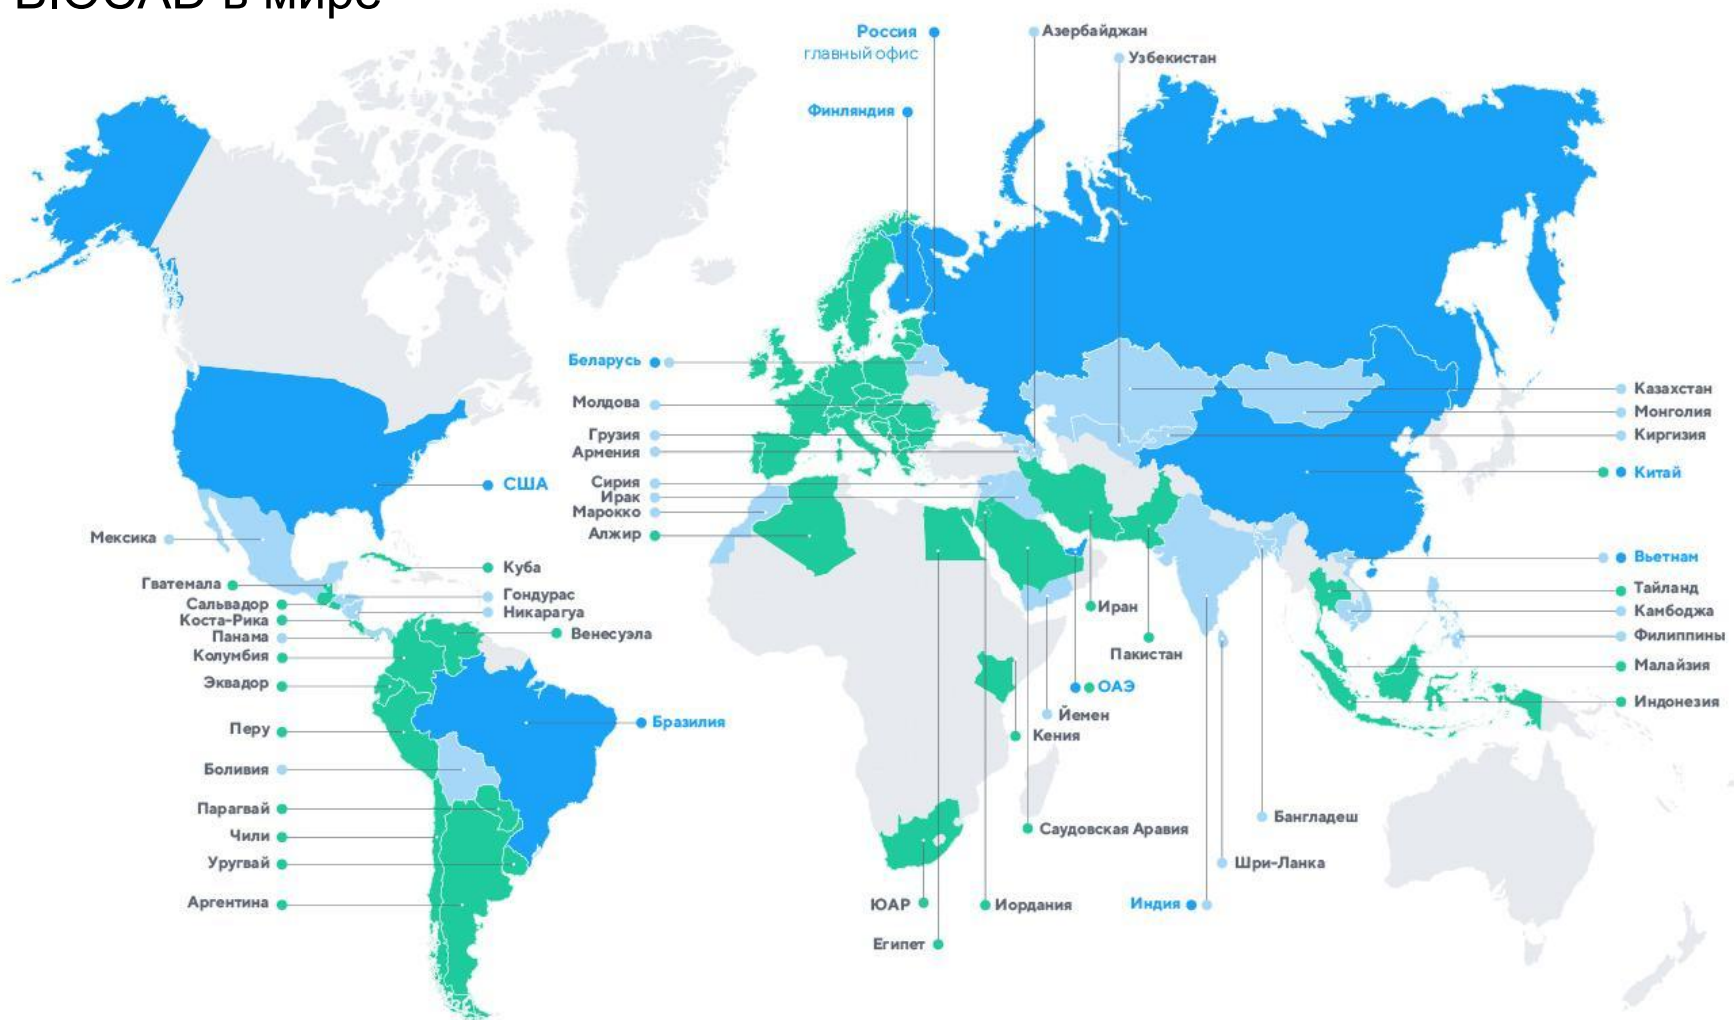 BIOCAD в мире
Россия
главный офис
Азербайджан
Узбекистан
Финляндия
Беларусь
Молдова
Грузия
Армения
Сирия
Ирак
Марокко
Алжир
США
Мексика
Куба
Гватемала
Гондурас
Сальвадор
Никарагуа
Коста-Рика
Панама
Венесуэла
Колумбия
Эквадор
Перу
Бразилия
Боливия
Парагвай
Чили
Уругвай
Аргентина
Казахстан
Монголия
Киргизия
Китай
Вьетнам
Тайланд
Камбоджа
Филиппины
Малайзия
Индонезия
Иран
Пакистан
ОАЭ
Йемен
Кения
Саудовская Аравия
Бангладеш
Шри-Ланка
ЮАР
Иордания
Индия
Египет